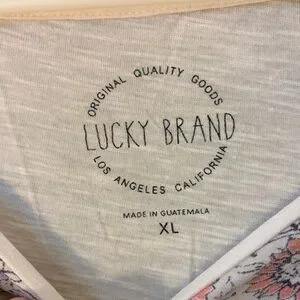 ORIGINAL QUALITY GOODS
LUCKY BRAND
LOS ANGELES CALIFORNIA
MADE IN GUATEMALA
XL